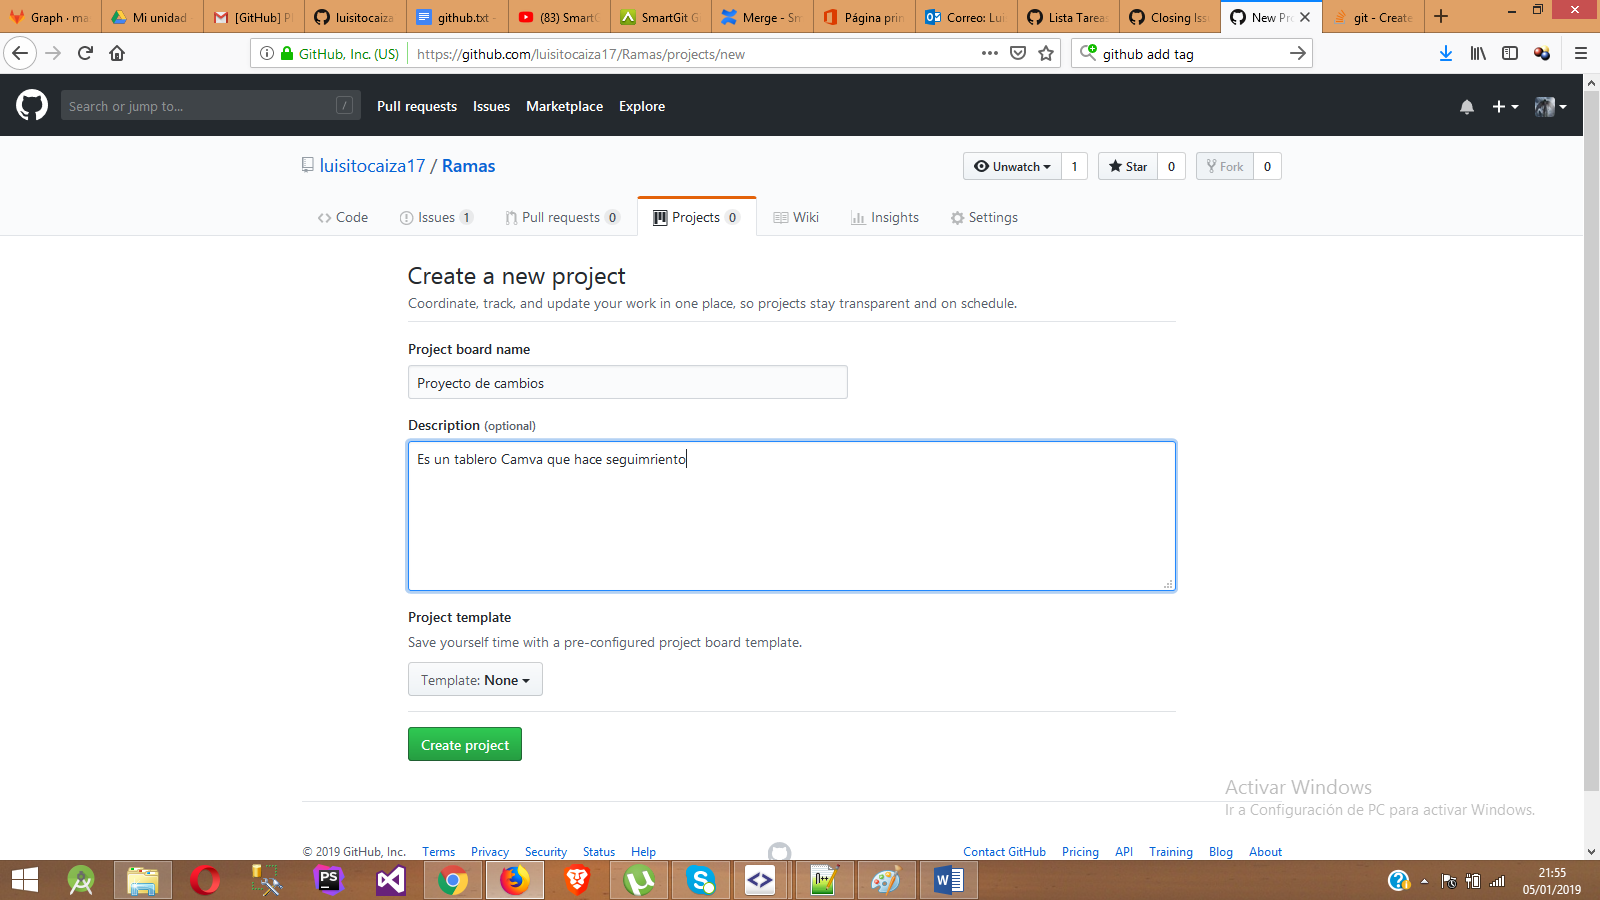 Graph · ma
Mi unidad
[GitHub] Pl
luisitocaiza
github.txt -
(83) SmartG
SmartGit G
Merge - Sm
Página prin
Correo: Lui
Lista Tareas
Closing Iss
New Pro
git - Create
GitHub, Inc. (US)
https://github.com/luisitocaiza17/Ramas/projects/new
github add tag
Search or jump to...
/
Pull requests
Issues
Marketplace
Explore
luisitocaiza17 / Ramas
Unwatch 1
Star 0
Fork 0
Code
Issues 1
Pull requests 0
Projects 0
Wiki
Insights
Settings
Create a new project
Coordinate, track, and update your work in one place, so projects stay transparent and on schedule.
Project board name
Proyecto de cambios
Description (optional)
Es un tablero Camva que hace seguimriento
Project template
Save yourself time with a pre-configured project board template.
Template: None
Create project
Activar Windows
Ir a Configuración de PC para activar Windows.
© 2019 GitHub, Inc.
Terms
Privacy
Security
Status
Help
Contact GitHub
Pricing
API
Training
Blog
About
PS
21:55
05/01/2019